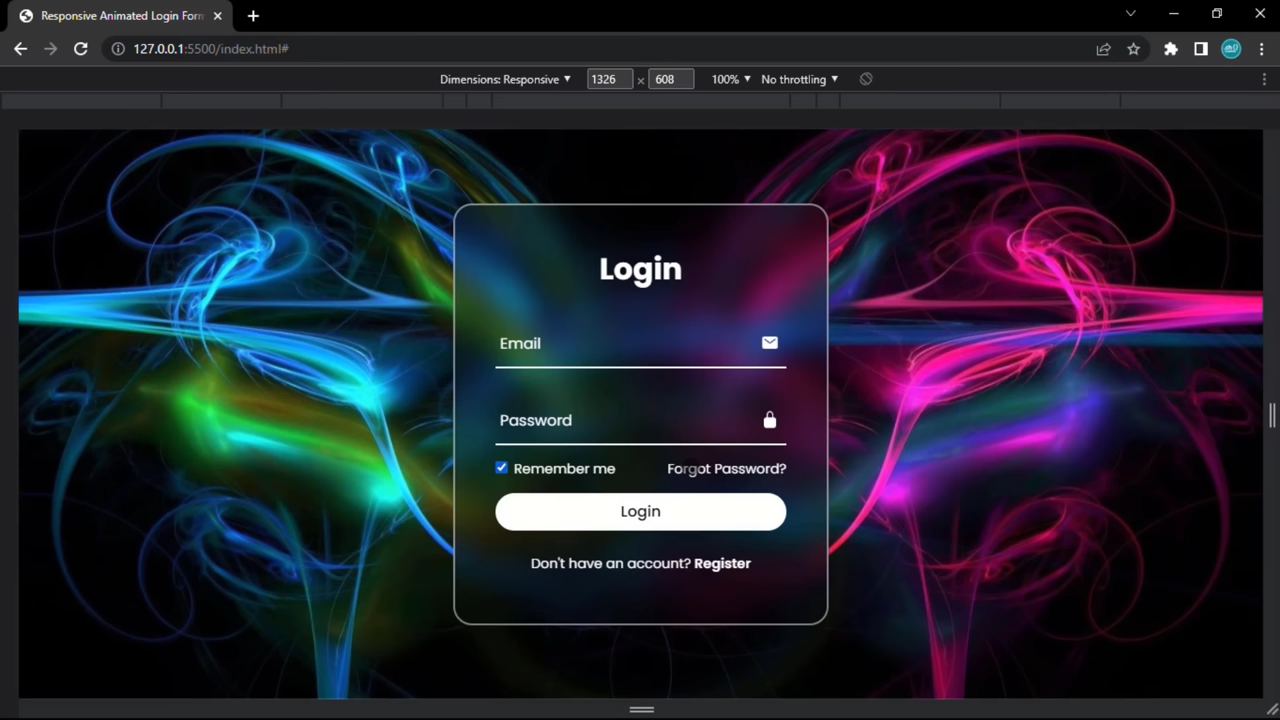 Responsive Animated Login Form
127.0.0.1:5500/index.html#
Dimensions: Responsive 1326 × 608 100% No throttling
Login
Email
Password
Remember me Forgot Password?
Login
Don't have an account? Register